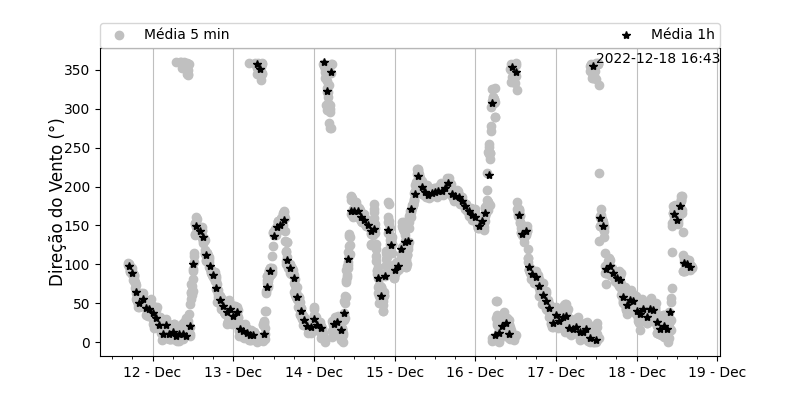 Média 5 min
Média 1h
2022-12-18 16:43
Direção do Vento (°)
350
300
250
200
150
100
50
0
12 - Dec
13 - Dec
14 - Dec
15 - Dec
16 - Dec
17 - Dec
18 - Dec
19 - Dec